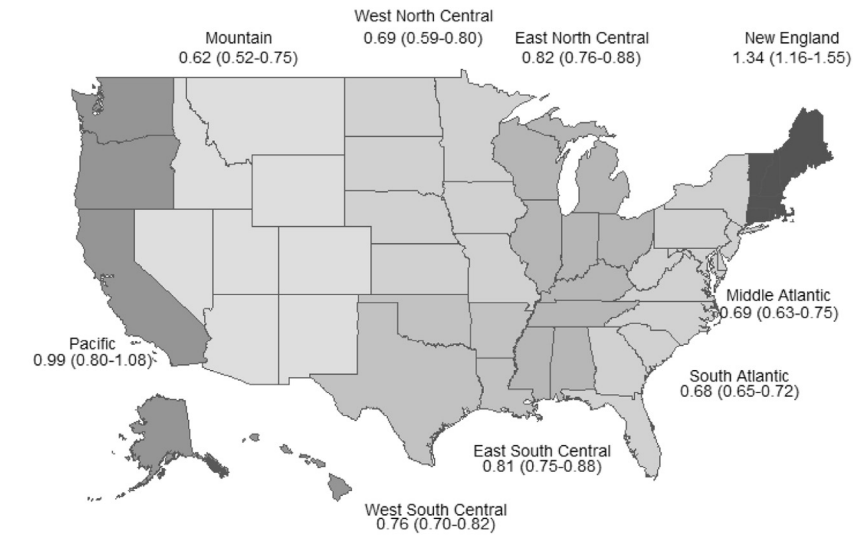 West North Central
0.69 (0.59-0.80)
Mountain
0.62 (0.52-0.75)
East North Central
0.82 (0.76-0.88)
New England
1.34 (1.16-1.55)
Middle Atlantic
0.69 (0.63-0.75)
Pacific
0.99 (0.80-1.08)
South Atlantic
0.68 (0.65-0.72)
East South Central
0.81 (0.75-0.88)
West South Central
0.76 (0.70-0.82)